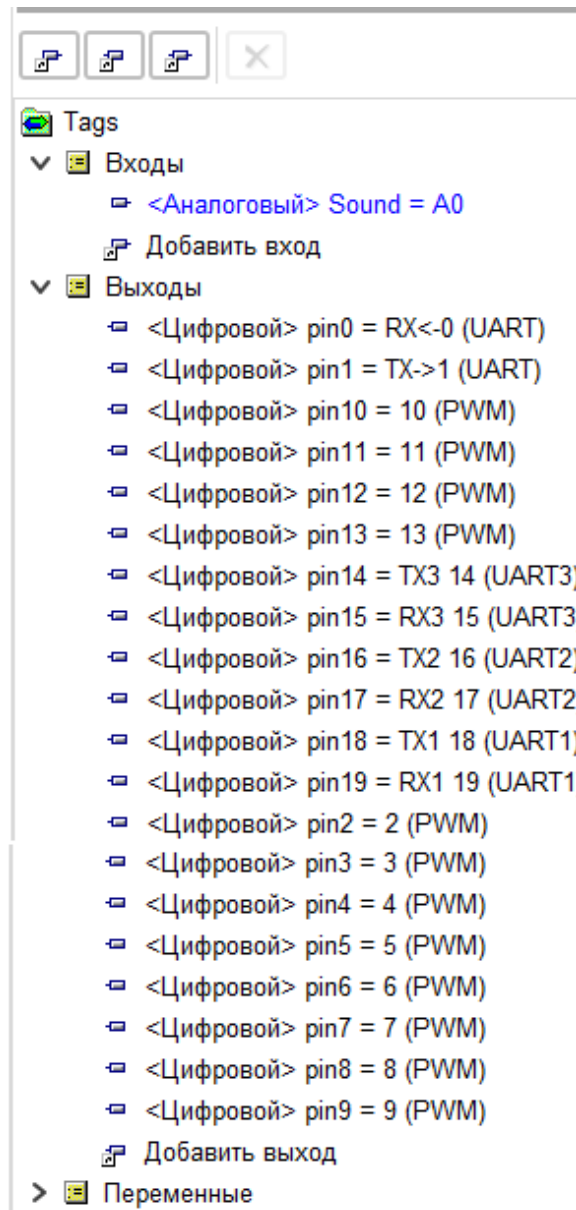 Tags
Входы
<Аналоговый> Sound = A0
Добавить вход
Выходы
<Цифровой> pin0 = RX<-0 (UART)
<Цифровой> pin1 = TX->1 (UART)
<Цифровой> pin10 = 10 (PWM)
<Цифровой> pin11 = 11 (PWM)
<Цифровой> pin12 = 12 (PWM)
<Цифровой> pin13 = 13 (PWM)
<Цифровой> pin14 = TX3 14 (UART3)
<Цифровой> pin15 = RX3 15 (UART3
<Цифровой> pin16 = TX2 16 (UART2)
<Цифровой> pin17 = RX2 17 (UART2
<Цифровой> pin18 = TX1 18 (UART1)
<Цифровой> pin19 = RX1 19 (UART1
<Цифровой> pin2 = 2 (PWM)
<Цифровой> pin3 = 3 (PWM)
<Цифровой> pin4 = 4 (PWM)
<Цифровой> pin5 = 5 (PWM)
<Цифровой> pin6 = 6 (PWM)
<Цифровой> pin7 = 7 (PWM)
<Цифровой> pin8 = 8 (PWM)
<Цифровой> pin9 = 9 (PWM)
Добавить выход
Переменные